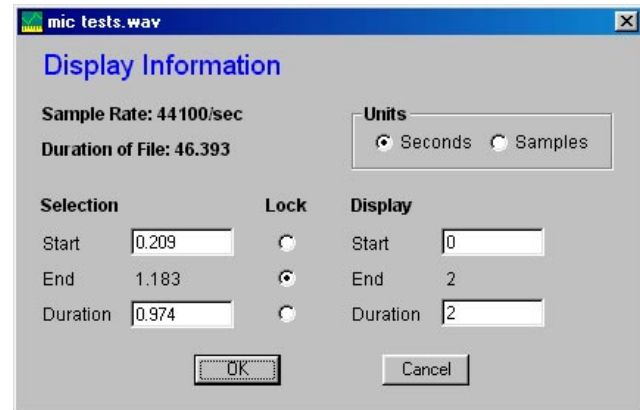 mic tests.wav
Display Information
Sample Rate: 44100/sec
Duration of File: 46.393
Units
Seconds Samples
Selection Lock Display
Start 0.209 Start 0
End 1.183 End 2
Duration 0.974 Duration 2
OK Cancel